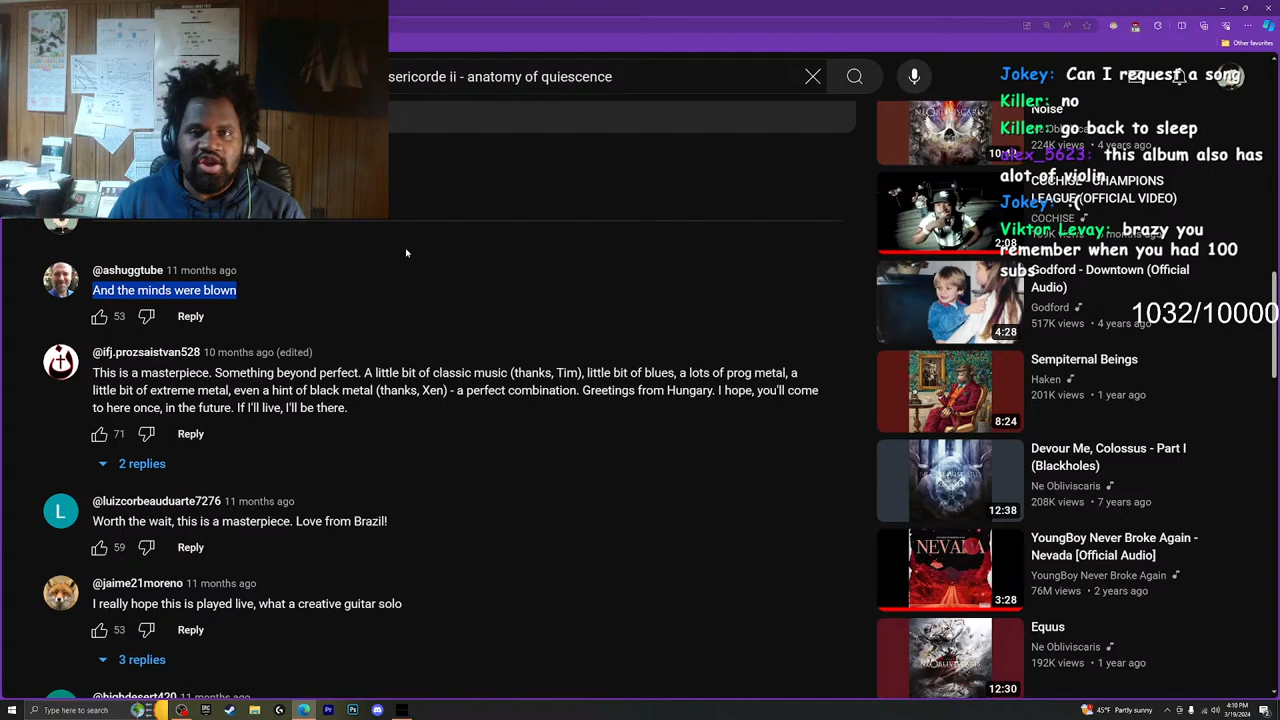 sericorde ii - anatomy of quiescence
Jokey: Can I request a song
Killer: no
Killer: go back to sleep
alex_5623: this album also has
alot of violin
Jokey: :(
Viktor Levay: brazy you
remember when you had 100
subs
1032/10000
@ashuggtube 11 months ago
And the minds were blown
53 Reply
@ifj.prozsaistvan528 10 months ago (edited)
This is a masterpiece. Something beyond perfect. A little bit of classic music (thanks, Tim), little bit of blues, a lots of prog metal, a
little bit of extreme metal, even a hint of black metal (thanks, Xen) - a perfect combination. Greetings from Hungary. I hope, you'll come
to here once, in the future. If I'll live, I'll be there.
71 Reply
2 replies
@luizcorbeauduarte7276 11 months ago
Worth the wait, this is a masterpiece. Love from Brazil!
59 Reply
@jaime21moreno 11 months ago
I really hope this is played live, what a creative guitar solo
53 Reply
3 replies
@highdesert420 11 months ago
Other favorites
Noise
224K views • 4 years ago
10:49
COCHISE
CHAMPIONS
LEAGUE (OFFICIAL VIDEO)
COCHISE
2:08
Godford - Downtown (Official
Audio)
Godford
517K views • 4 years ago
4:28
Sempiternal Beings
Haken
201K views • 1 year ago
8:24
Devour Me, Colossus - Part I
(Blackholes)
Ne Obliviscaris
208K views • 7 years ago
12:38
YoungBoy Never Broke Again -
Nevada [Official Audio]
YoungBoy Never Broke Again
76M views • 2 years ago
NEVADA
3:28
Equus
Ne Obliviscaris
192K views • 1 year ago
12:30
Type here to search
45°F Partly sunny
4:10 PM
3/19/2024